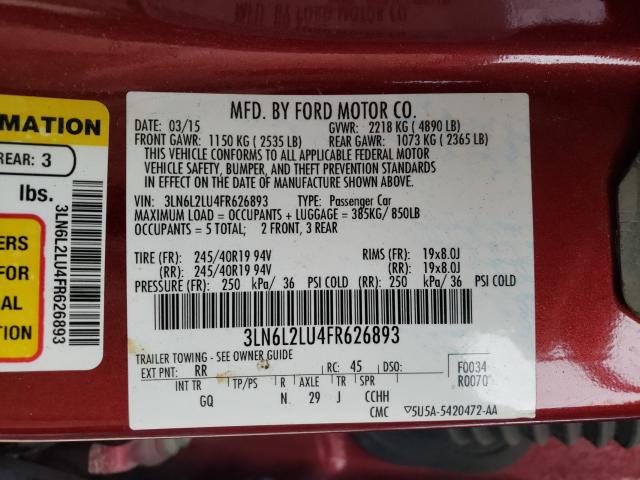 MATION
REAR: 3
lbs.
ERS
FOR
AL
ION
3LN6L2LU4FR626893
MFD. BY FORD MOTOR CO.
DATE: 03/15 GVWR: 2218 KG ( 4890 LB)
FRONT GAWR: 1150 KG ( 2535 LB) REAR GAWR: 1073 KG ( 2365 LB)
THIS VEHICLE CONFORMS TO ALL APPLICABLE FEDERAL MOTOR
VEHICLE SAFETY, BUMPER, AND THEFT PREVENTION STANDARDS
IN EFFECT ON THE DATE OF MANUFACTURE SHOWN ABOVE.
VIN: 3LN6L2LU4FR626893 TYPE: Passenger Car
MAXIMUM LOAD = OCCUPANTS + LUGGAGE = 385KG/ 850LB
OCCUPANTS = 5 TOTAL; 2 FRONT, 3 REAR
TIRE (FR): 245/40R19 94V RIMS (FR): 19x8.0J
(RR): 245/40R19 94V (RR): 19x8.0J
PRESSURE (FR): 250 kPa/ 36 PSI COLD (RR): 250 kPa/ 36 PSI COLD
3LN6L2LU4FR626893
TRAILER TOWING - SEE OWNER GUIDE
EXT PNT: RR RC: 45 DSO: F0034
INT TR TP/PS R AXLE TR SPR R0070
GQ N 29 J CCHH
CMC ▽5U5A-5420472-AA